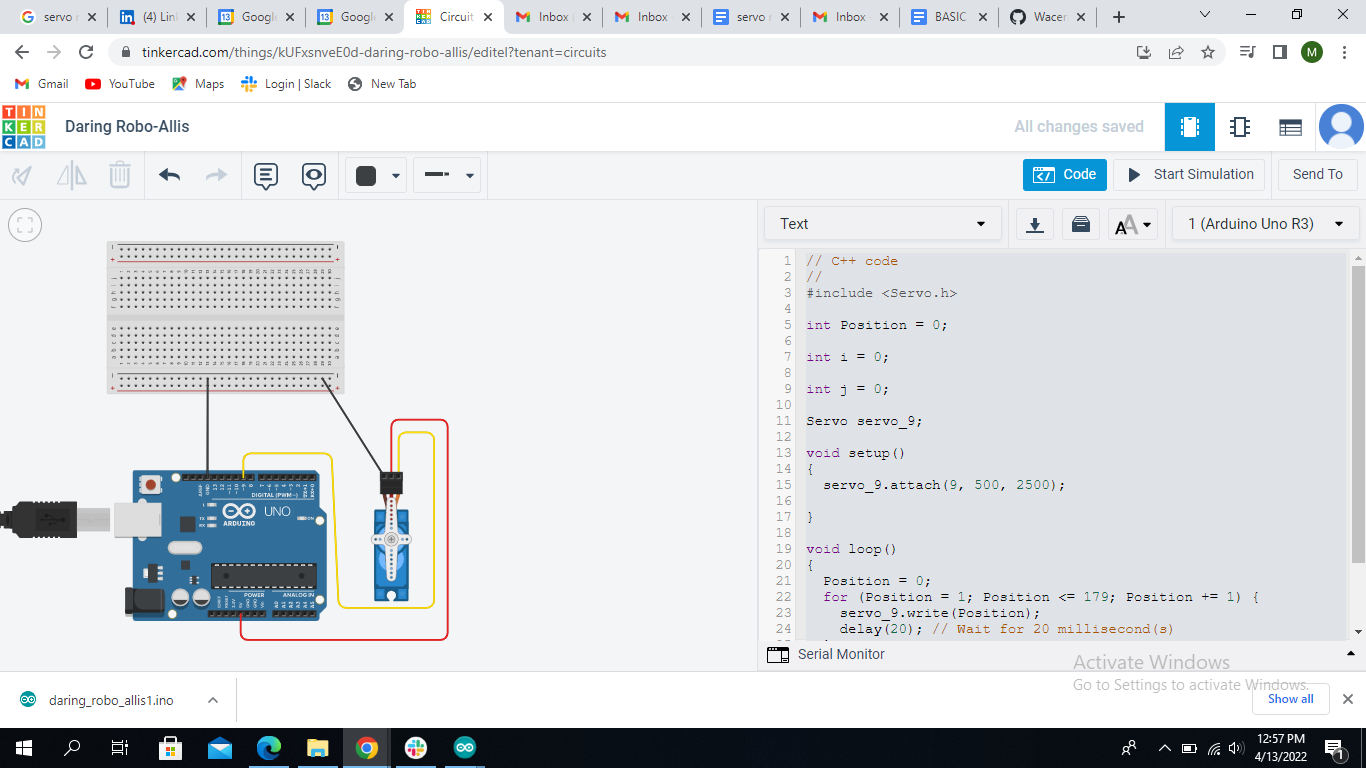 servo r
(4) Lin
Google
Google
Circuit
Inbox
Inbox
servo r
Inbox
BASIC
Wacer
tinkercad.com/things/kUFxsnveE0d-daring-robo-allis/editel?tenant=circuits
M
Gmail
YouTube
Maps
Login | Slack
New Tab
TIN
KER
CAD
Daring Robo-Allis
All changes saved
Code
Start Simulation
Send To
Text
1 (Arduino Uno R3)
1 // C++ code
2 //
3 #include <Servo.h>
4
5 int Position = 0;
6
7 int i = 0;
8
9 int j = 0;
10
11 Servo servo_9;
12
13 void setup()
14 {
15 servo_9.attach(9, 500, 2500);
16
17 }
18
19 void loop()
20 {
21 Position = 0;
22 for (Position = 1; Position <= 179; Position += 1) {
23 servo_9.write(Position);
24 delay(20); // Wait for 20 millisecond(s)
DIGITAL (PWM~)
UNO
ARDUINO
TX
RX
ON
POWER
ANALOG IN
Serial Monitor
Activate Windows
Go to Settings to activate Windows.
daring_robo_allis1.ino
Show all
12:57 PM
4/13/2022
1